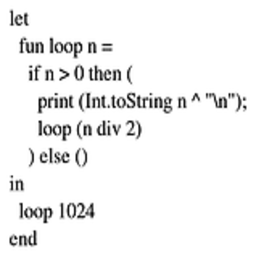 let
fun loop n =
if n > 0 then (
print (Int.toString n ^ "\n");
loop (n div 2)
) else ()
in
loop 1024
end